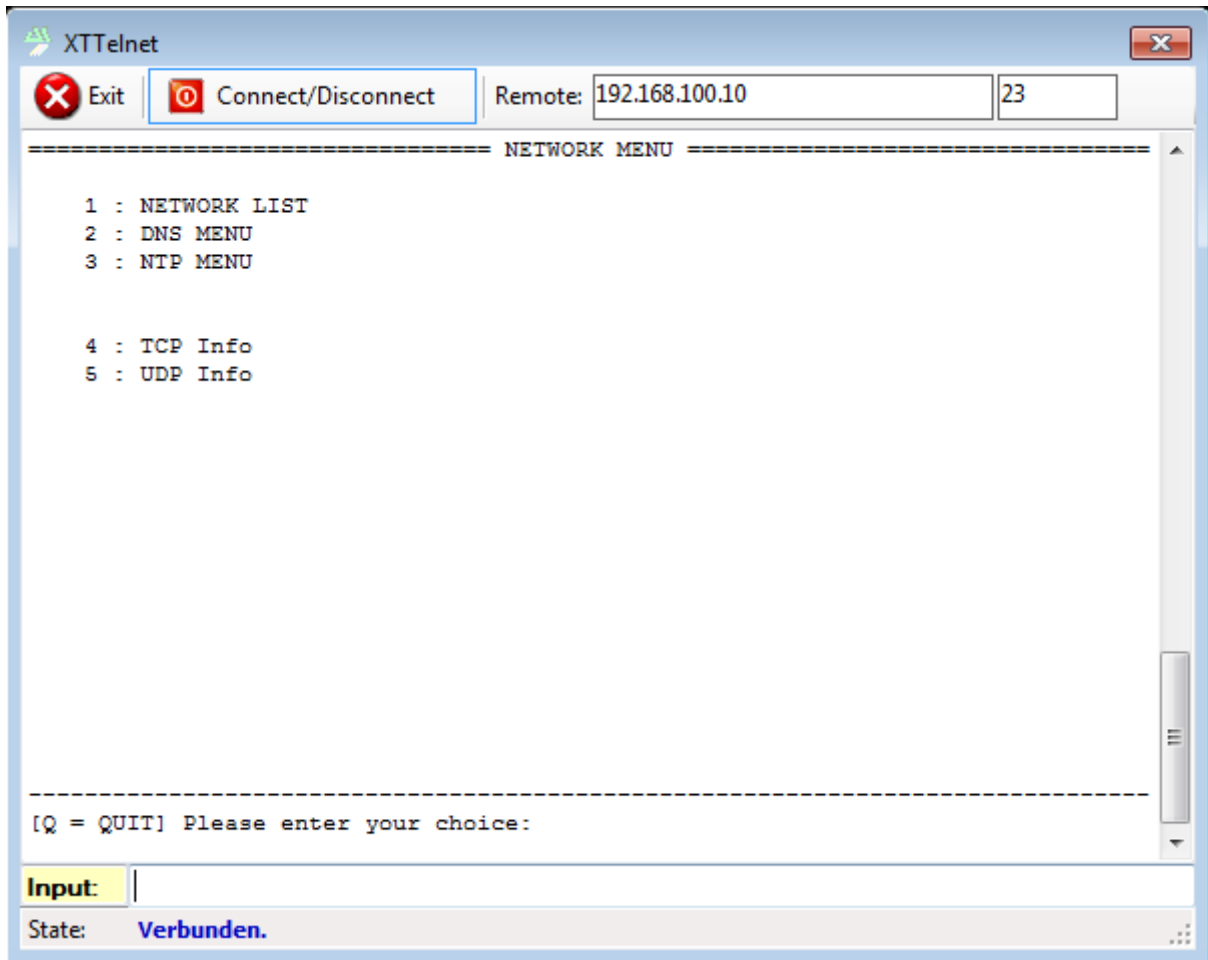 XTTelnet
Exit Connect/Disconnect Remote: 192.168.100.10 23
================================= NETWORK MENU =================================
1 : NETWORK LIST
2 : DNS MENU
3 : NTP MENU
4 : TCP Info
5 : UDP Info
--------------------------------------------------------------------------------
[Q = QUIT] Please enter your choice:
Input:
State: Verbunden.